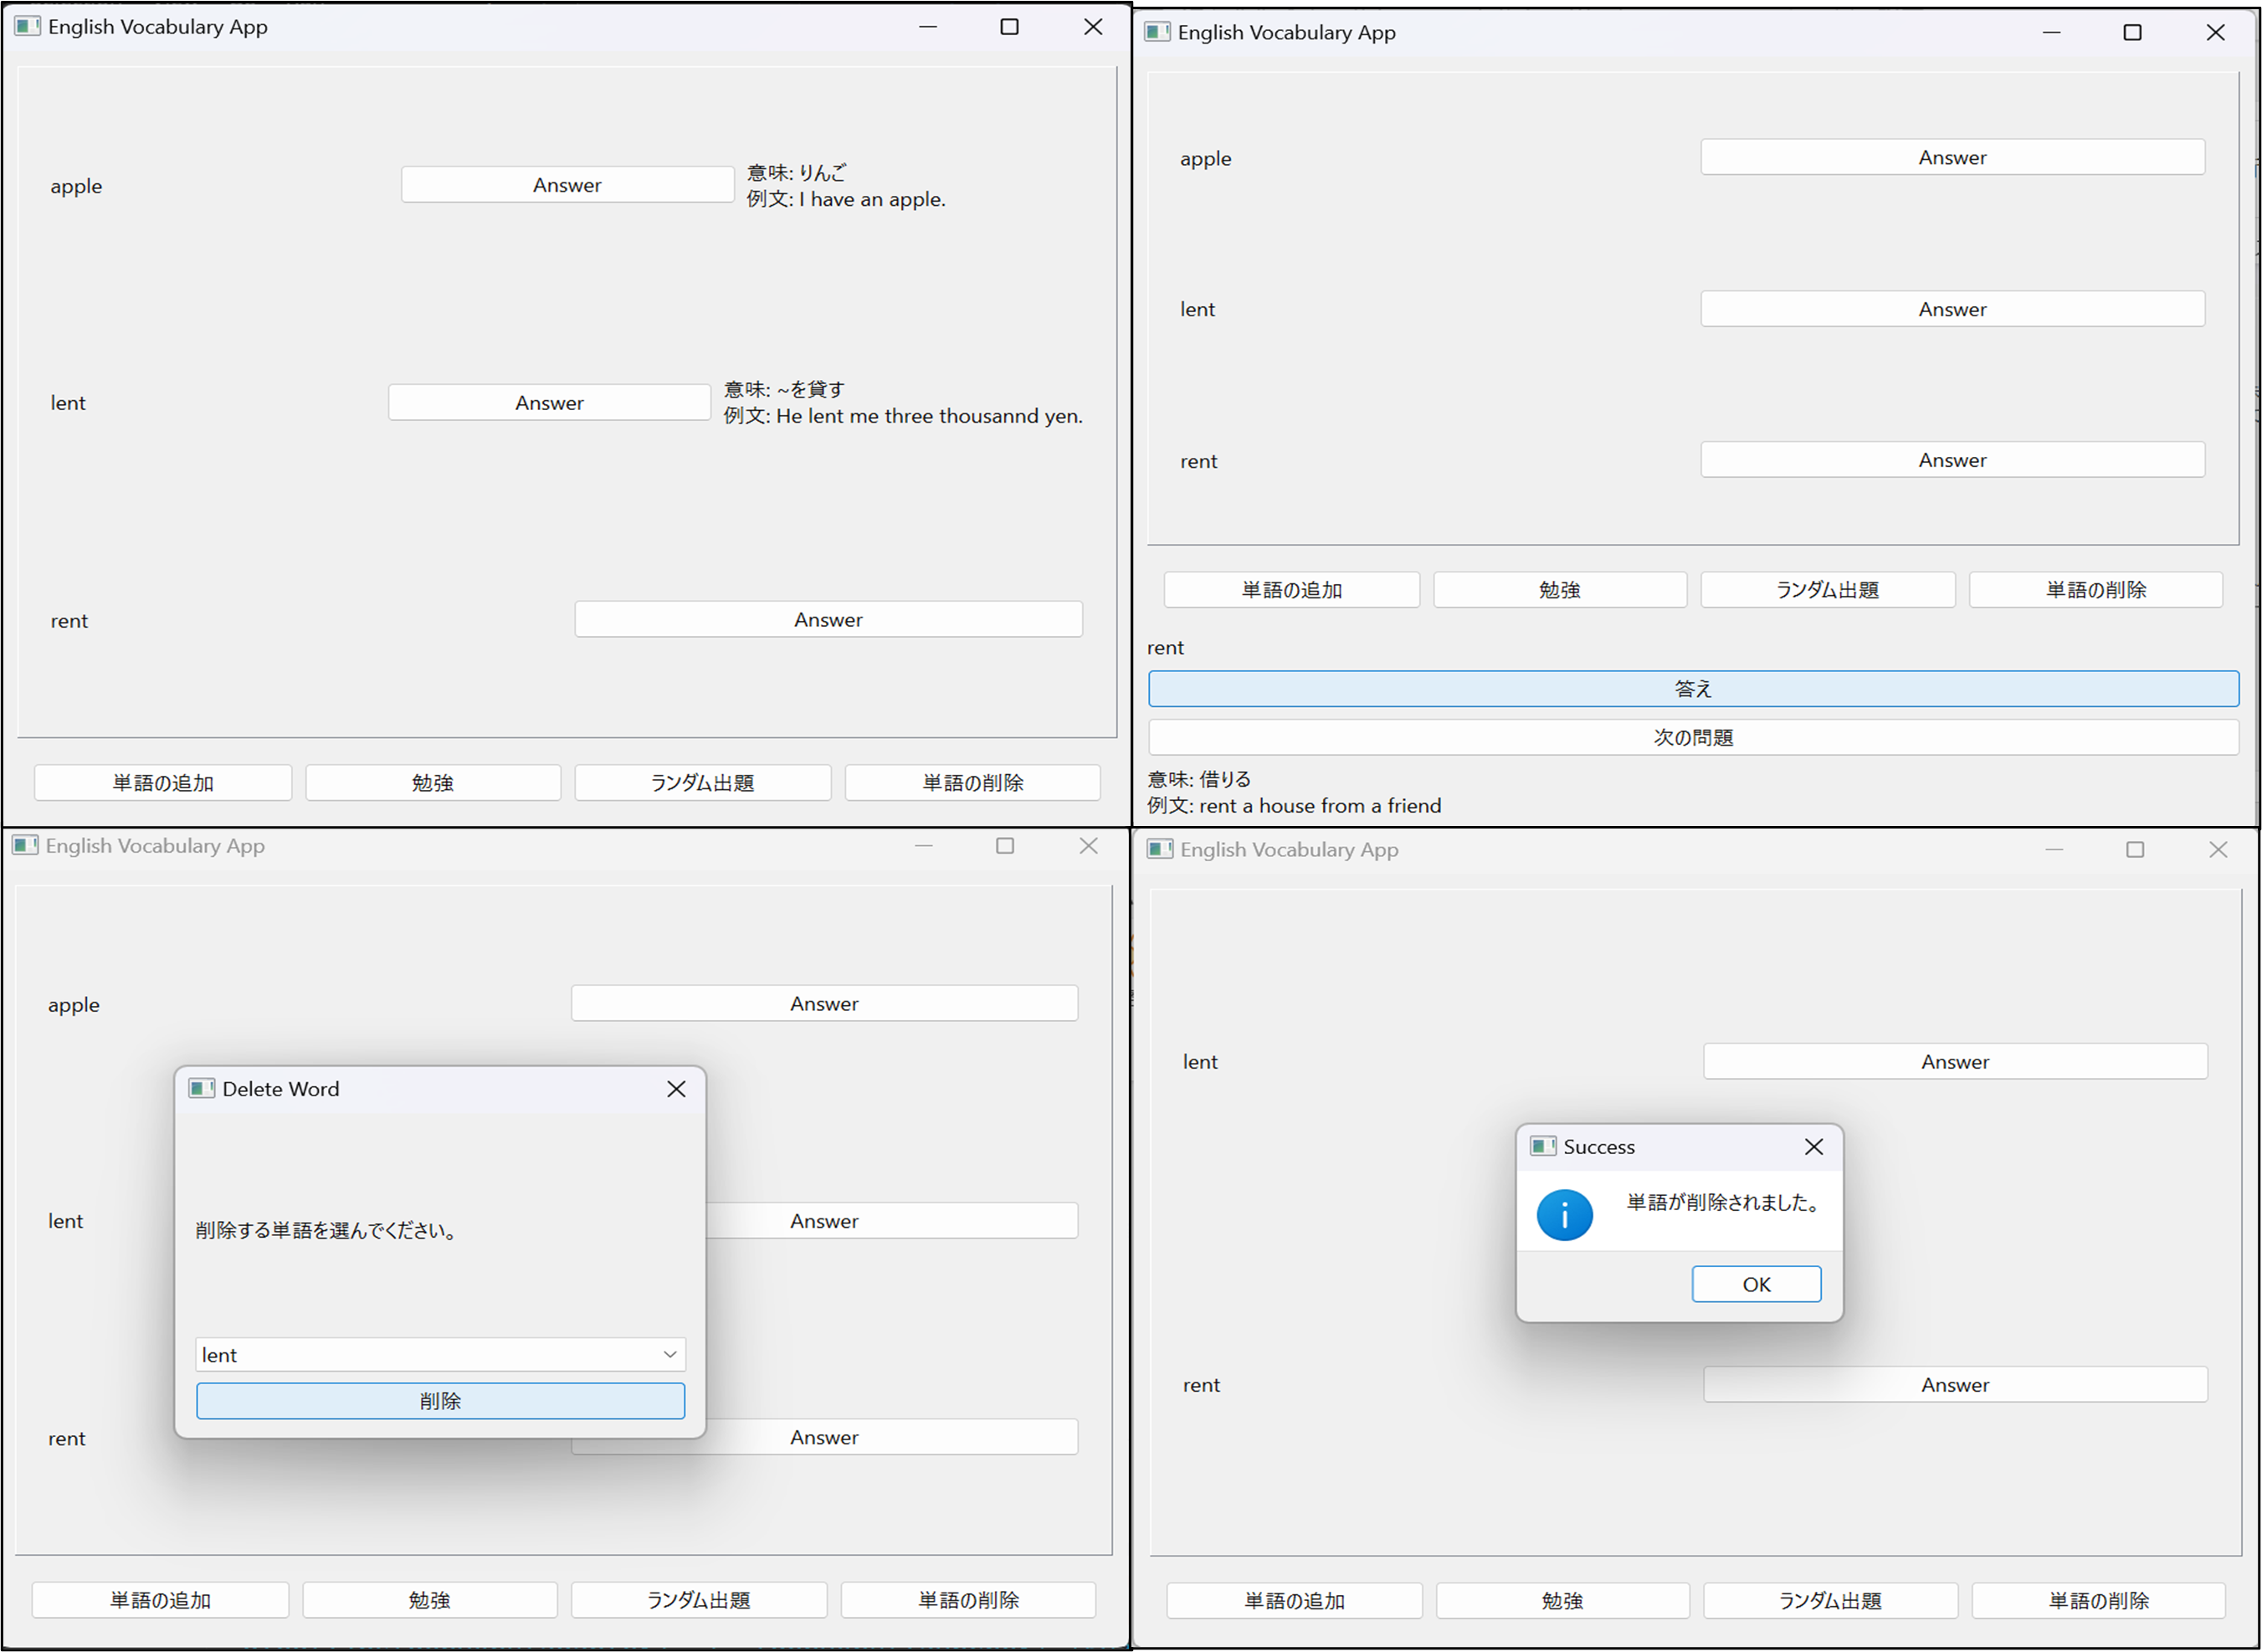 English Vocabulary App
apple
Answer
意味: りんご
例文: I have an apple.
lent
Answer
意味: ~を貸す
例文: He lent me three thousannd yen.
rent
Answer
単語の追加
勉強
ランダム出題
単語の削除
English Vocabulary App
apple
Answer
lent
Answer
rent
Answer
単語の追加
勉強
ランダム出題
単語の削除
rent
答え
次の問題
意味: 借りる
例文: rent a house from a friend
English Vocabulary App
apple
Answer
lent
Answer
rent
Answer
Delete Word
削除する単語を選んでください。
lent
削除
単語の追加
勉強
ランダム出題
単語の削除
English Vocabulary App
lent
Answer
rent
Answer
Success
単語が削除されました。
OK
単語の追加
勉強
ランダム出題
単語の削除